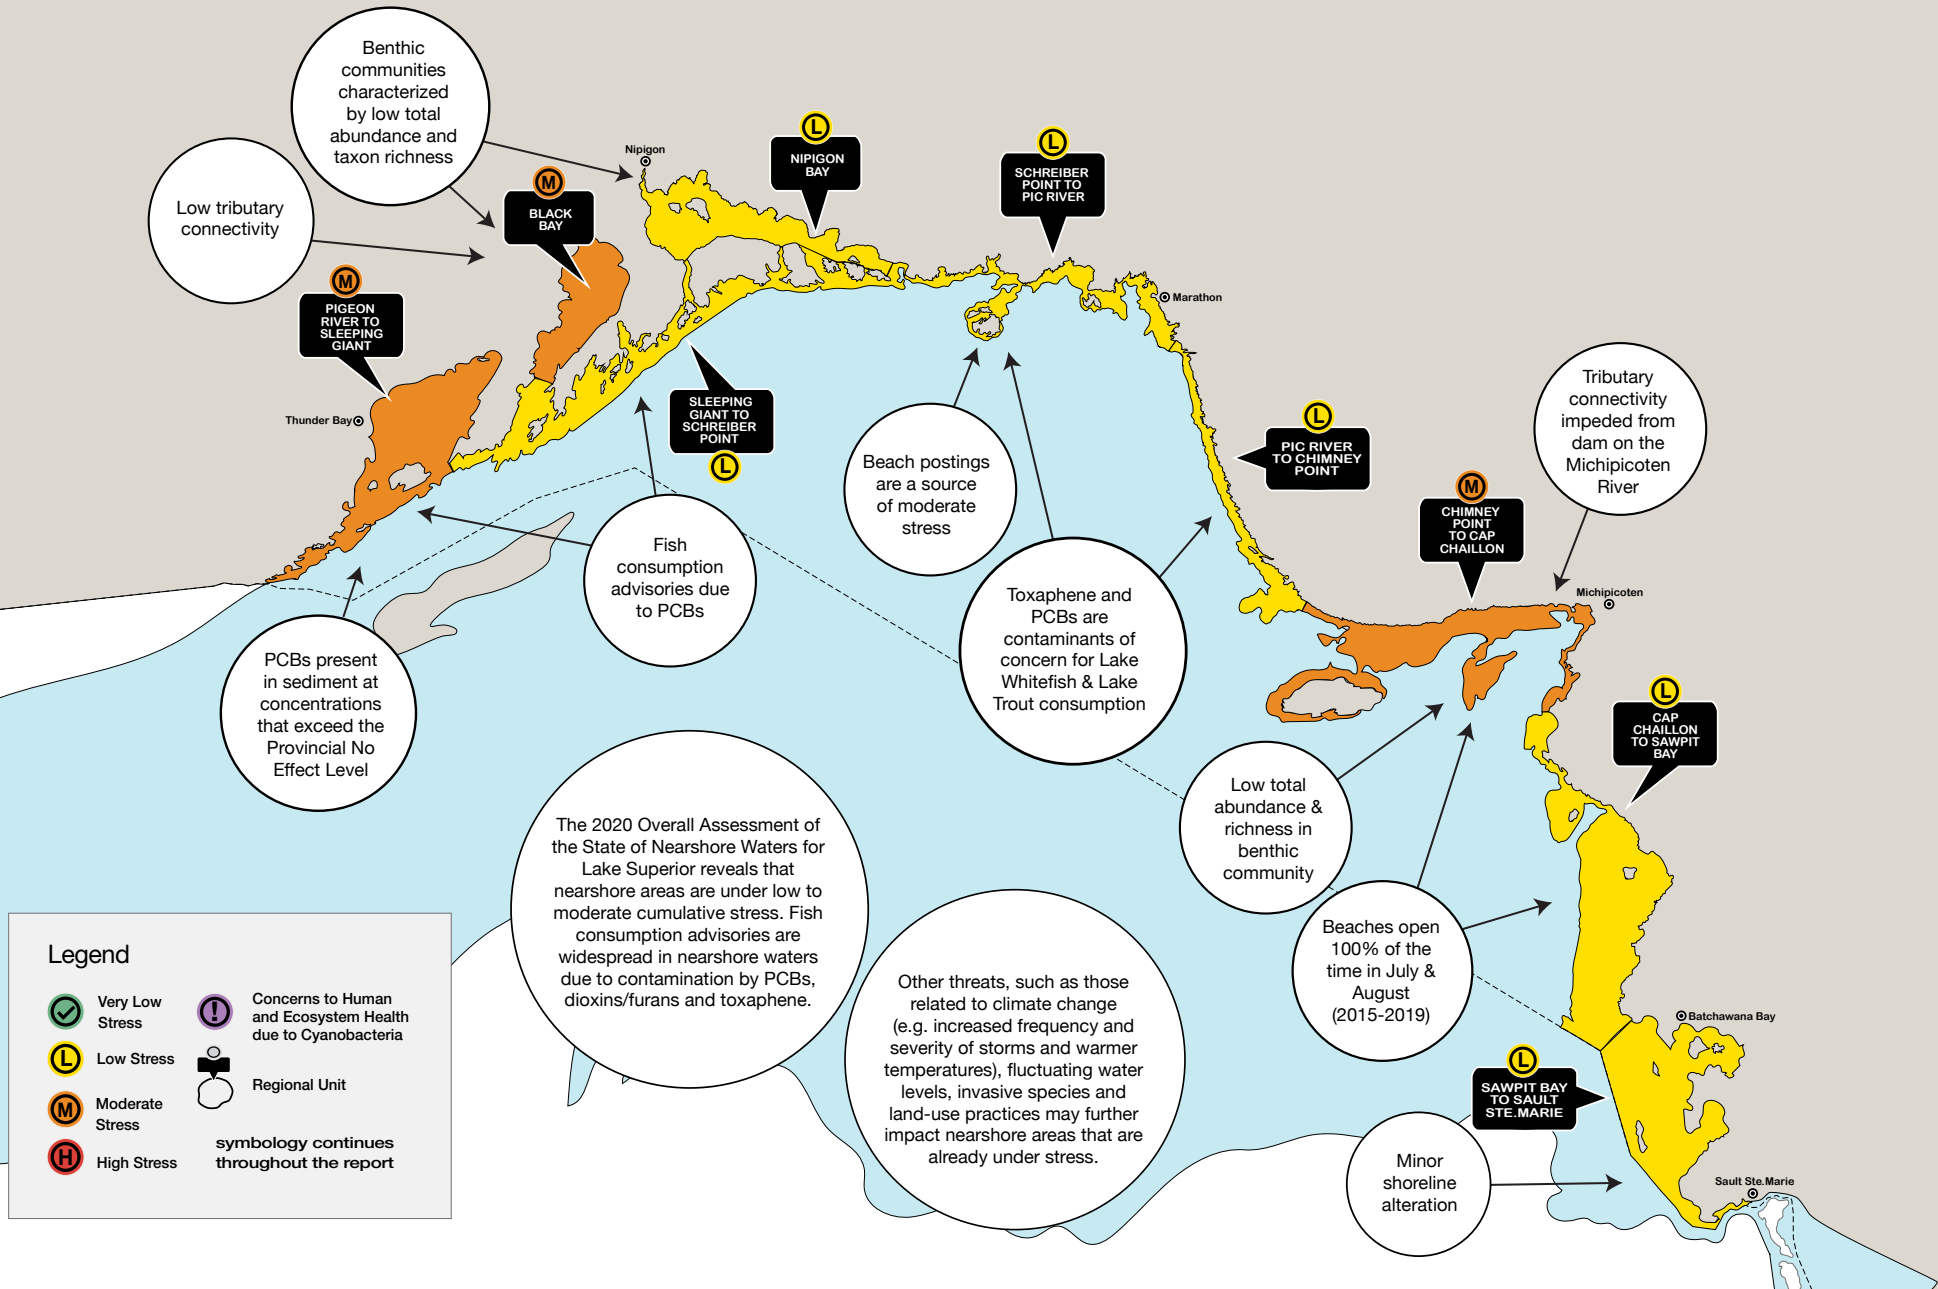 Benthic
communities
characterized
by low total
abundance and
taxon richness
Low tributary
connectivity
Nipigon
L
NIPIGON
BAY
L
SCHREIBER
POINT TO
PIC RIVER
M
BLACK
BAY
M
PIGEON
RIVER TO
SLEEPING
GIANT
Marathon
Thunder Bay
SLEEPING
GIANT TO
SCHREIBER
POINT
L
L
PIC RIVER
TO CHIMNEY
POINT
Tributary
connectivity
impeded from
dam on the
Michipicoten
River
Beach postings
are a source
of moderate
stress
M
CHIMNEY
POINT
TO CAP
CHAILLON
Fish
consumption
advisories due
to PCBs
Toxaphene and
PCBs are
contaminants of
concern for Lake
Whitefish & Lake
Trout consumption
Michipicoten
PCBs present
in sediment at
concentrations
that exceed the
Provincial No
Effect Level
L
CAP
CHAILLON
TO SAWPIT
BAY
Low total
abundance &
richness in
benthic
community
The 2020 Overall Assessment of
the State of Nearshore Waters for
Lake Superior reveals that
nearshore areas are under low to
moderate cumulative stress. Fish
consumption advisories are
widespread in nearshore waters
due to contamination by PCBs,
dioxins/furans and toxaphene.
Beaches open
100% of the
time in July &
August
(2015-2019)
Other threats, such as those
related to climate change
(e.g. increased frequency and
severity of storms and warmer
temperatures), fluctuating water
levels, invasive species and
land-use practices may further
impact nearshore areas that are
already under stress.
Batchawana Bay
L
SAWPIT BAY
TO SAULT
STE.MARIE
Minor
shoreline
alteration
Sault Ste.Marie
Legend
Very Low
Stress
L
Low Stress
M
Moderate
Stress
H
High Stress
!
Concerns to Human
and Ecosystem Health
due to Cyanobacteria
Regional Unit
symbology continues
throughout the report